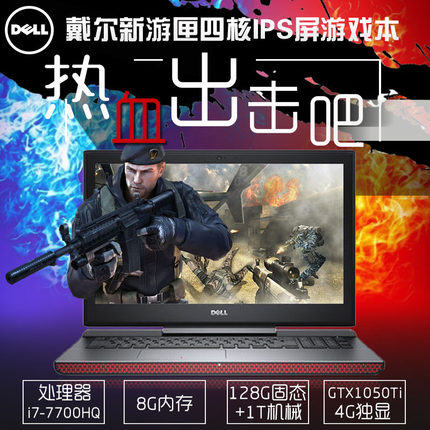 DELL
戴尔新游匣四核IPS屏游戏本
热血出击吧
DELL
处理器
i7-7700HQ
8G内存
128G固态
+1T机械
GTX1050Ti
4G独显